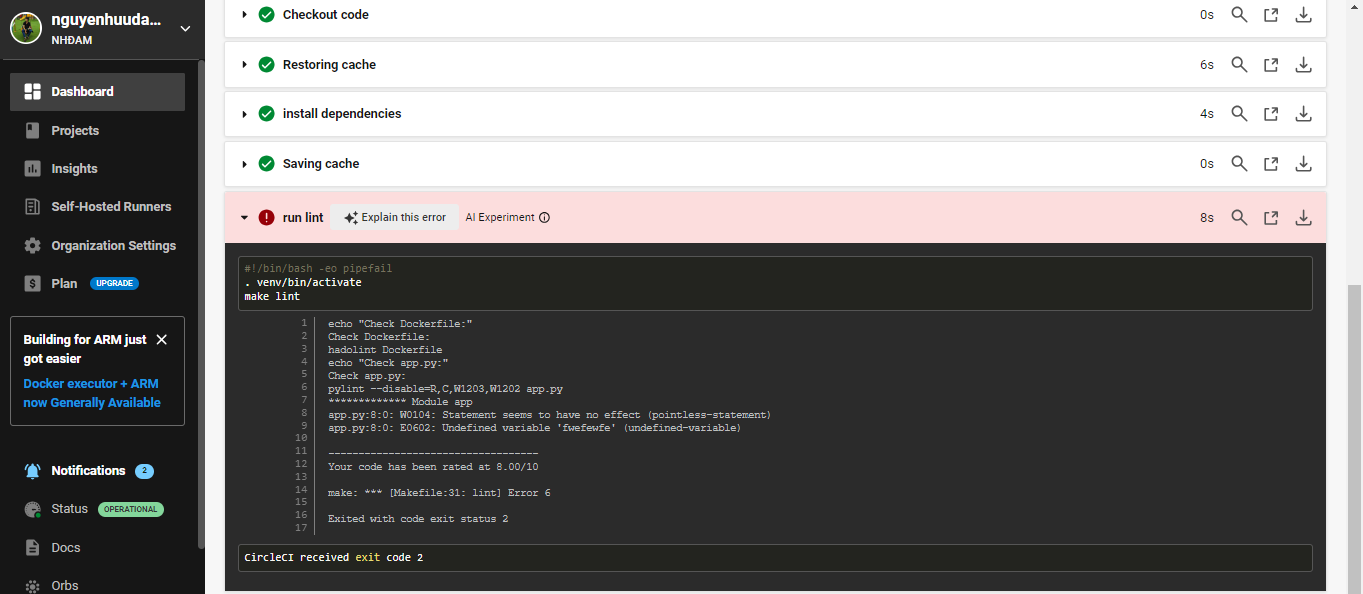 nguyenhuuda...
NHĐAM
Dashboard
Projects
Insights
Self-Hosted Runners
Organization Settings
Plan UPGRADE
Building for ARM just
got easier
Docker executor + ARM
now Generally Available
Notifications 2
Status OPERATIONAL
Docs
Orbs
Checkout code 0s
Restoring cache 6s
install dependencies 4s
Saving cache 0s
run lint Explain this error AI Experiment 8s
#!/bin/bash -eo pipefail
. venv/bin/activate
make lint
1 echo "Check Dockerfile:"
2 Check Dockerfile:
3 hadolint Dockerfile
4 echo "Check app.py:"
5 Check app.py:
6 pylint --disable=R,C,W1203,W1202 app.py
7 ************* Module app
8 app.py:8:0: W0104: Statement seems to have no effect (pointless-statement)
9 app.py:8:0: E0602: Undefined variable 'fwefewfe' (undefined-variable)
10
11 -----------------------------------
12 Your code has been rated at 8.00/10
13
14 make: *** [Makefile:31: lint] Error 6
15
16 Exited with code exit status 2
17
CircleCI received exit code 2